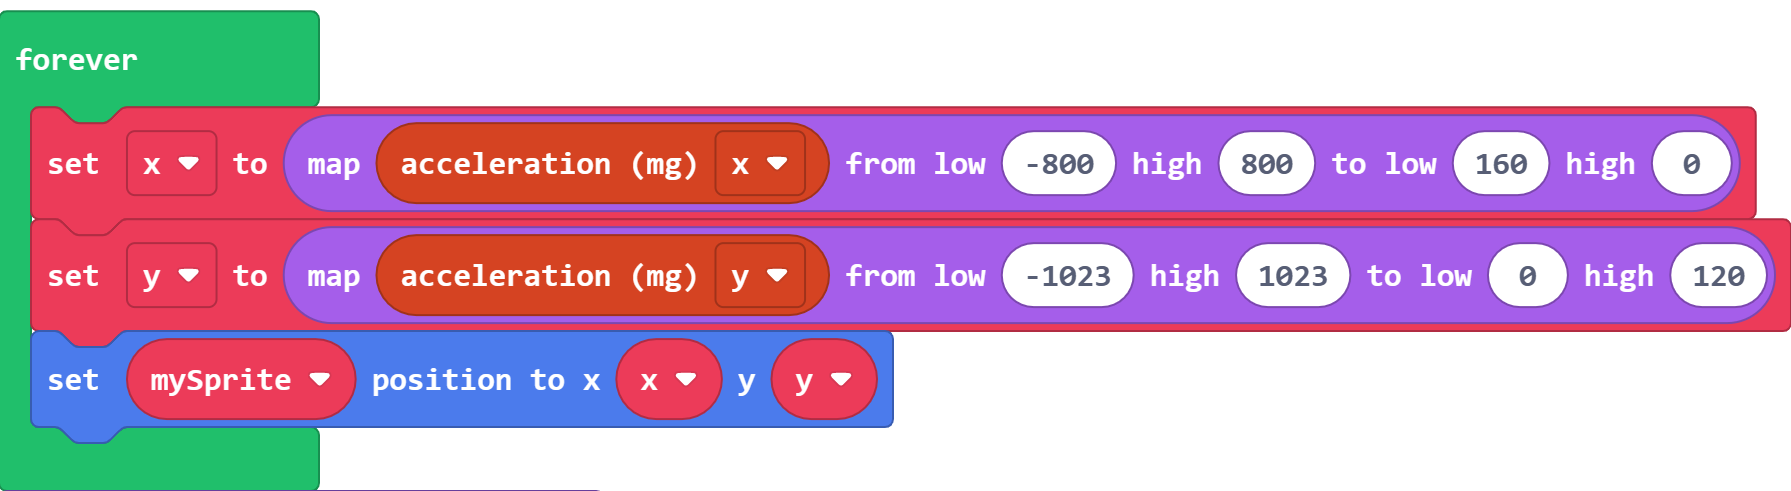 forever
set x to map acceleration (mg) x from low -800 high 800 to low 160 high 0
set y to map acceleration (mg) y from low -1023 high 1023 to low 0 high 120
set mySprite position to x x y y